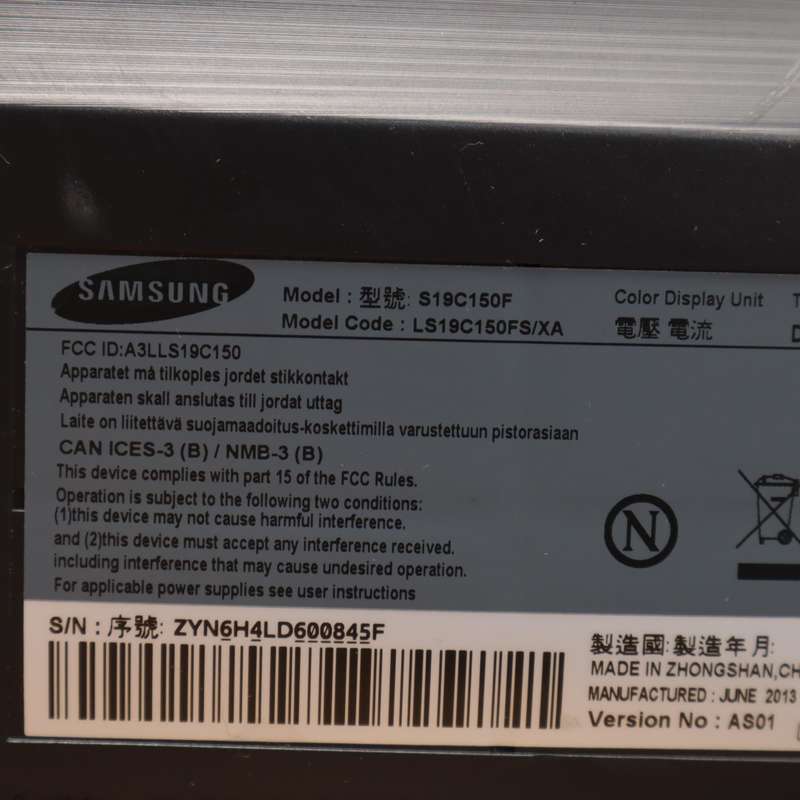 SAMSUNG
Model : 型號: S19C150F
Color Display Unit
Model Code : LS19C150FS/XA
電壓 電流
FCC ID:A3LLS19C150
Apparatet må tilkoples jordet stikkontakt
Apparaten skall anslutas till jordat uttag
Laite on liitettävä suojamaadoitus-koskettimilla varustettuun pistorasiaan
CAN ICES-3 (B) / NMB-3 (B)
This device complies with part 15 of the FCC Rules.
Operation is subject to the following two conditions:
(1)this device may not cause harmful interference.
and (2)this device must accept any interference received.
including interference that may cause undesired operation.
For applicable power supplies see user instructions
N
S/N : 序號: ZYN6H4LD600845F
製造國: 製造年月:
MADE IN ZHONGSHAN,CH
MANUFACTURED : JUNE 2013
Version No : AS01